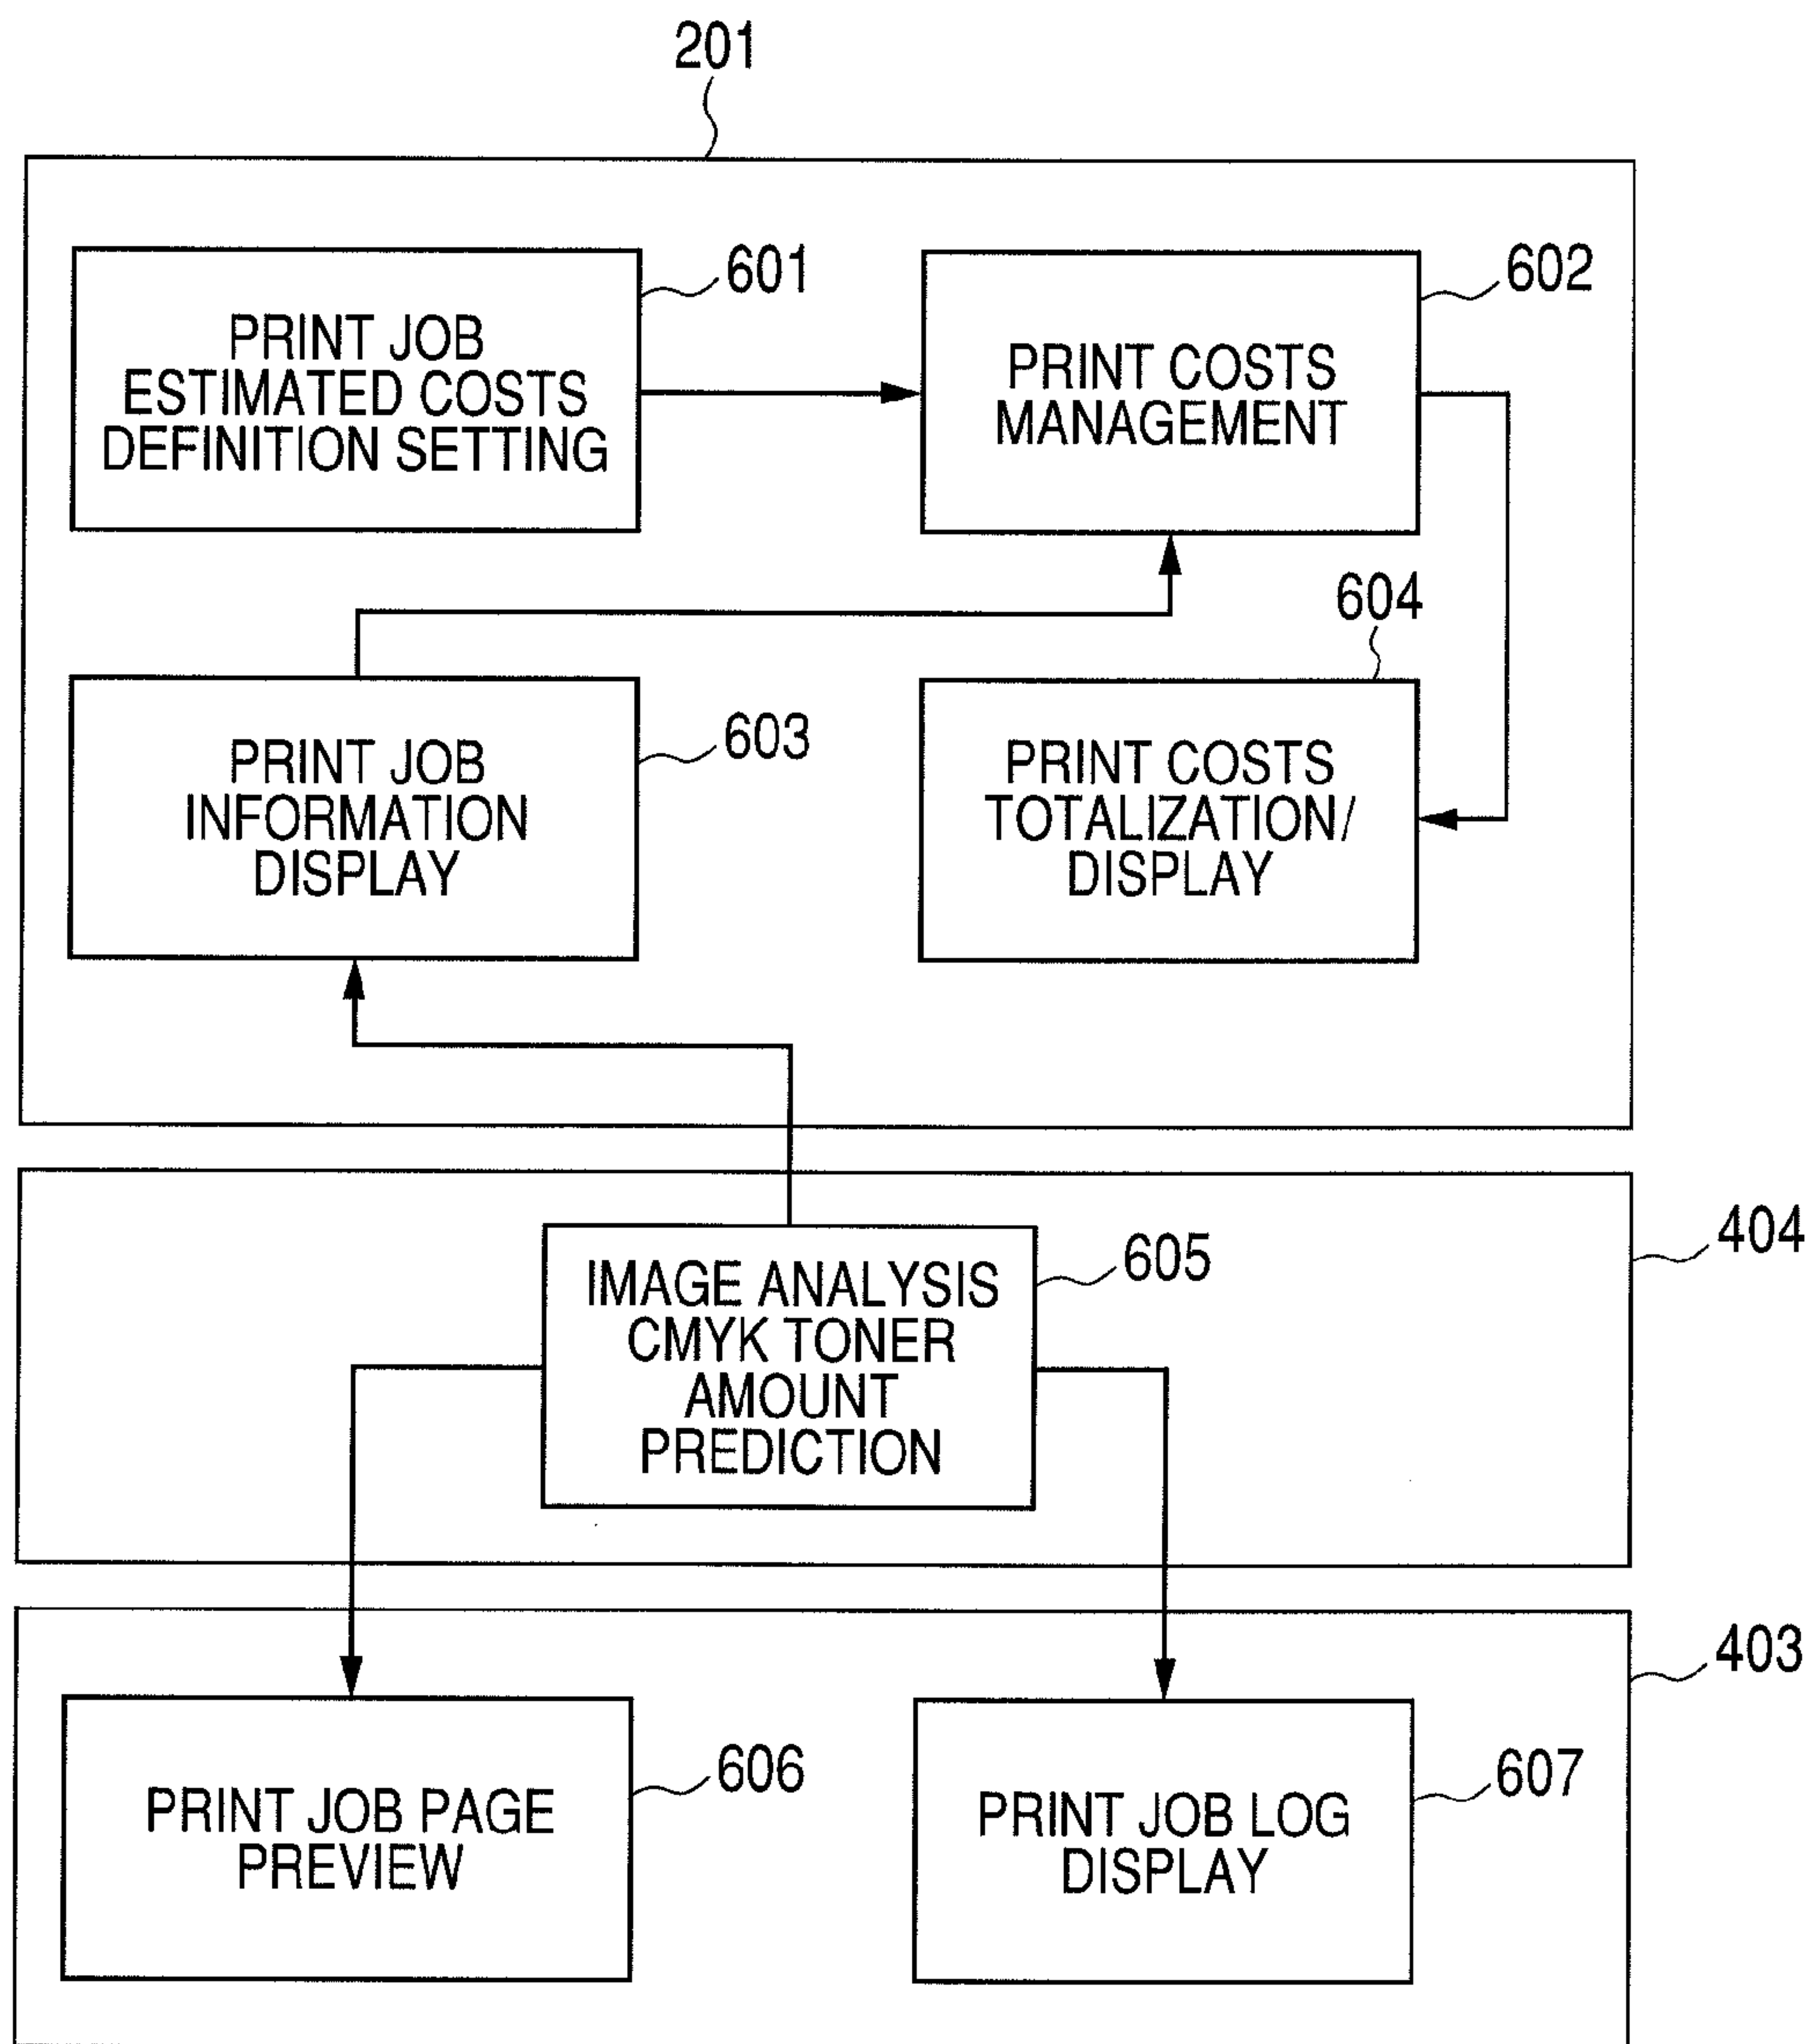 201
PRINT JOB
ESTIMATED COSTS
DEFINITION SETTING
601
PRINT COSTS
MANAGEMENT
602
PRINT JOB
INFORMATION
DISPLAY
603
PRINT COSTS
TOTALIZATION/
DISPLAY
604
IMAGE ANALYSIS
CMYK TONER
AMOUNT
PREDICTION
605
404
403
PRINT JOB PAGE
PREVIEW
606
PRINT JOB LOG
DISPLAY
607